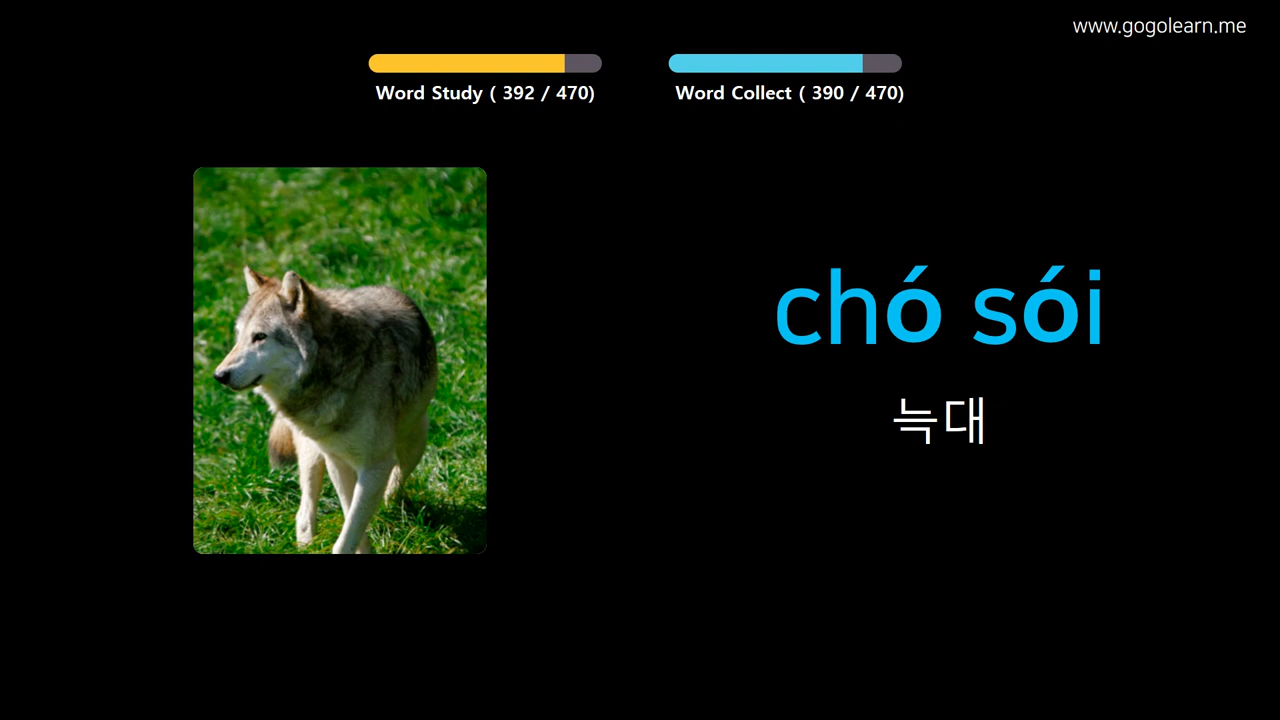 www.gogolearn.me
Word Study ( 392 / 470)
Word Collect ( 390 / 470)
chó sói
늑대